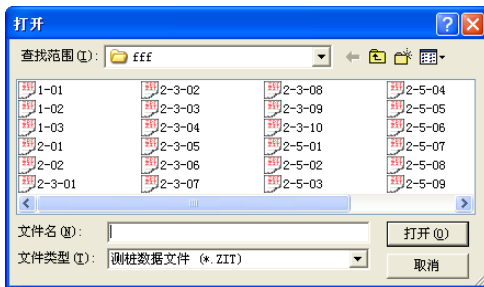 打开
查找范围(I): fff
1-01 2-3-02 2-3-08 2-5-04
1-02 2-3-03 2-3-09 2-5-05
1-03 2-3-04 2-3-10 2-5-06
2-01 2-3-05 2-5-01 2-5-07
2-02 2-3-06 2-5-02 2-5-08
2-3-01 2-3-07 2-5-03 2-5-09
文件名(N): 打开(O)
文件类型(T): 测桩数据文件 (*.ZIT) 取消